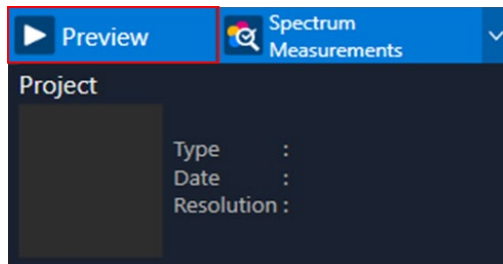 Preview
Spectrum
Measurements
Project
Type :
Date :
Resolution :